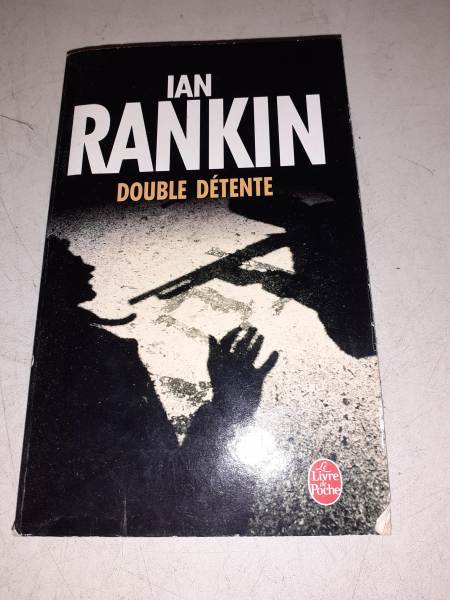 IAN
RANKIN
DOUBLE DÉTENTE
Le
Livre
de
Poche